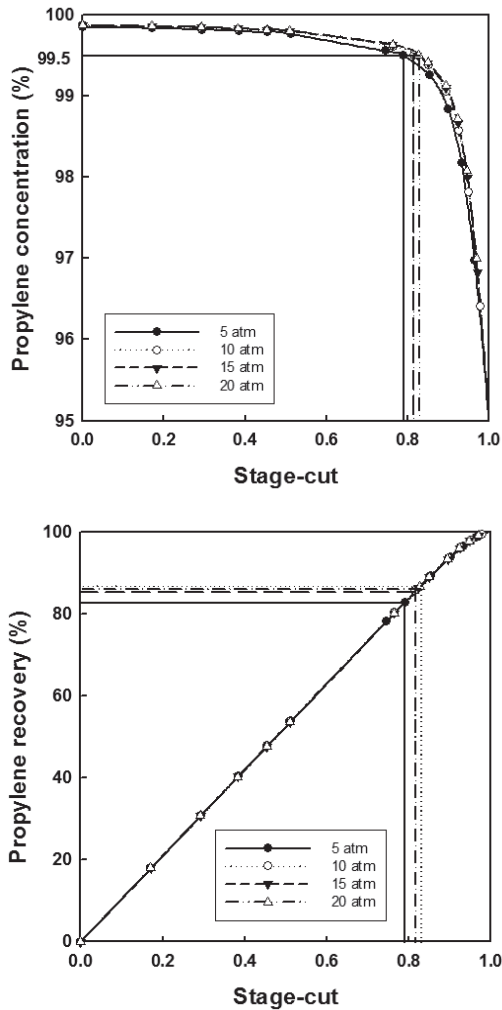 Propylene concentration (%)
100
99.5
99
98
97
96
95
5 atm
10 atm
15 atm
20 atm
0.0 0.2 0.4 0.6 0.8 1.0
Stage-cut
Propylene recovery (%)
100
80
60
40
20
0
5 atm
10 atm
15 atm
20 atm
0.0 0.2 0.4 0.6 0.8 1.0
Stage-cut